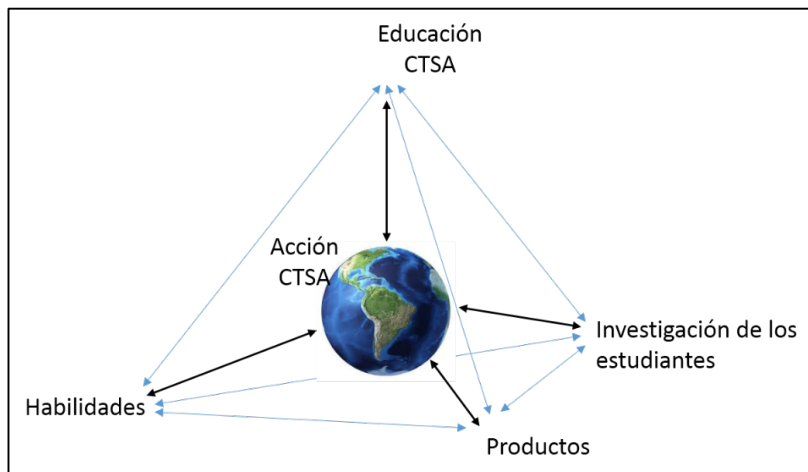 Educación
CTSA
Acción
CTSA
Investigación de los
estudiantes
Habilidades
Productos